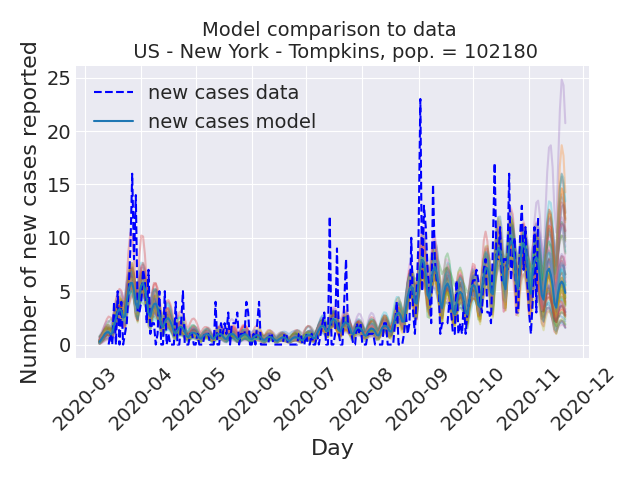 Model comparison to data
US - New York - Tompkins, pop. = 102180
Number of new cases reported
25
20
15
10
5
0
new cases data
new cases model
2020-03
2020-04
2020-05
2020-06
2020-07
2020-08
2020-09
2020-10
2020-11
2020-12
Day